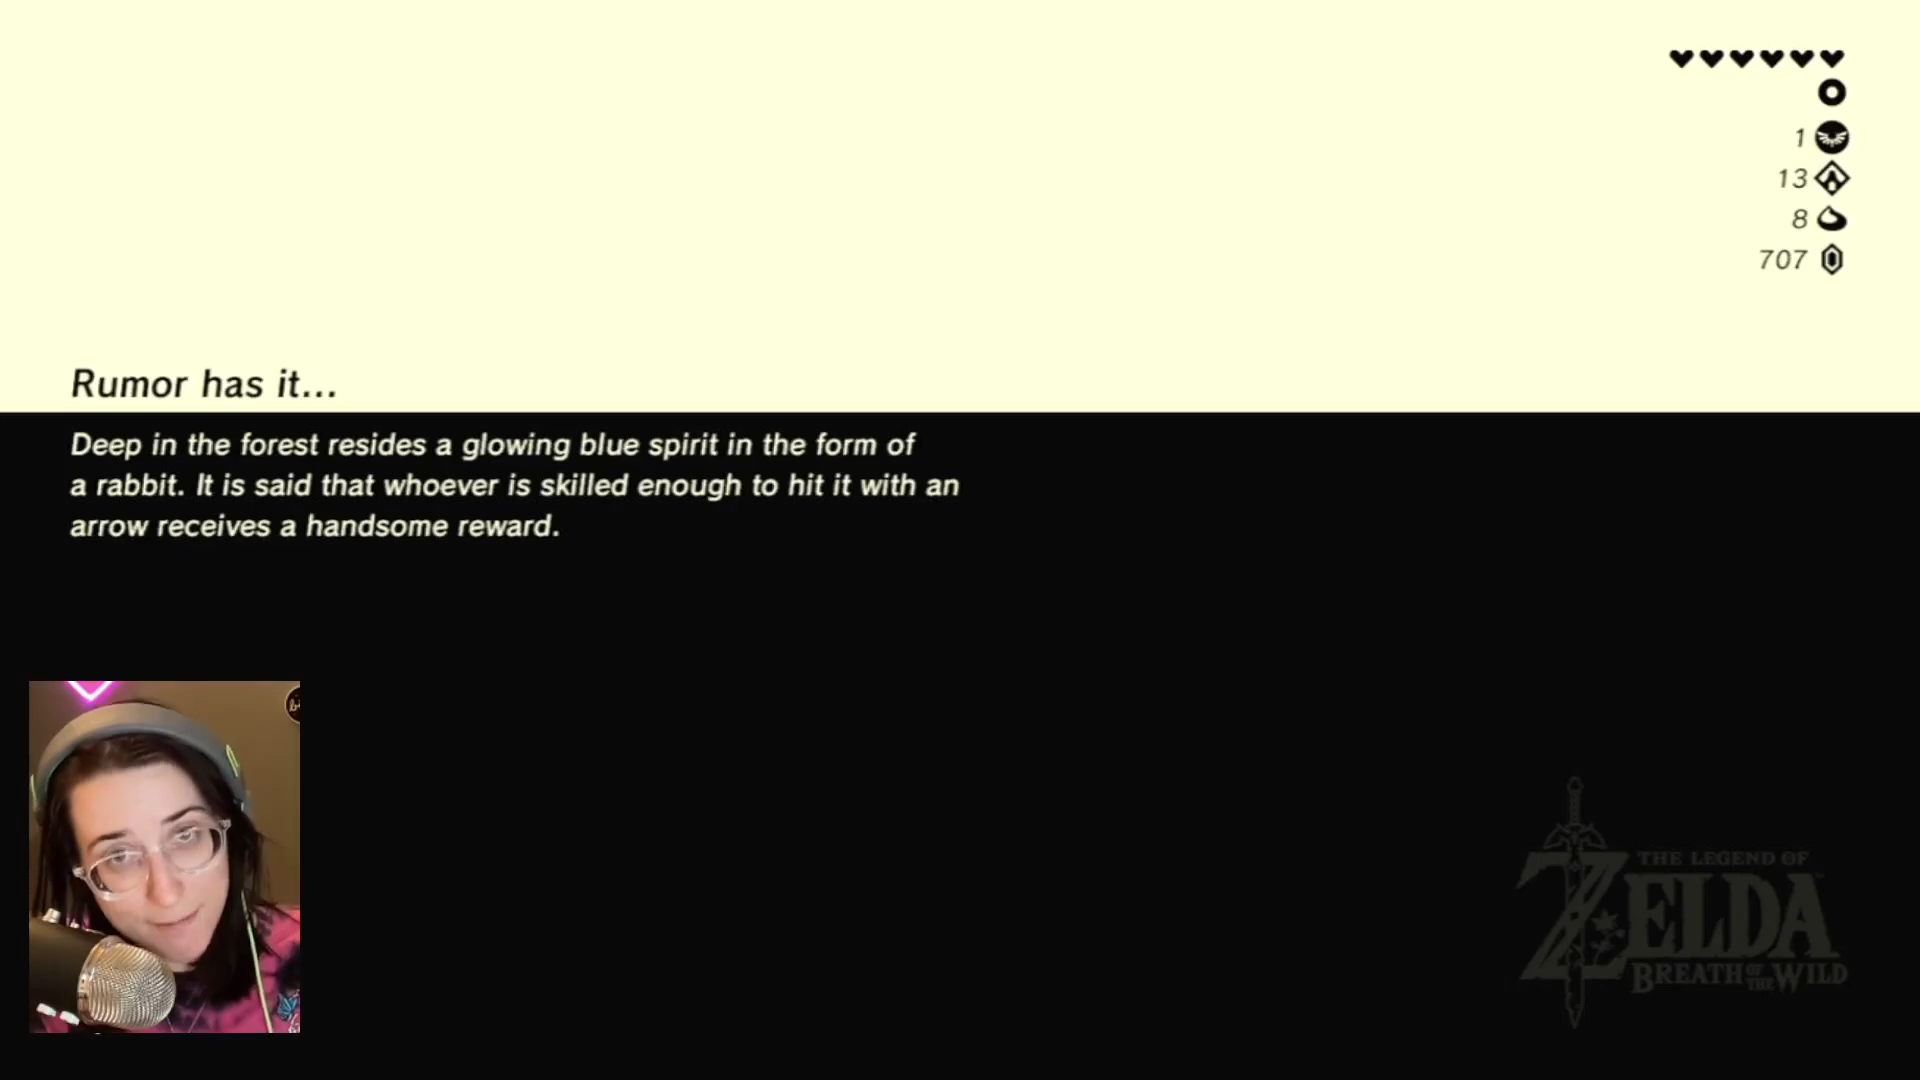 1
13
8
707
Rumor has it...
Deep in the forest resides a glowing blue spirit in the form of
a rabbit. It is said that whoever is skilled enough to hit it with an
arrow receives a handsome reward.
THE LEGEND OF
ZELDA
BREATH OF THE WILD